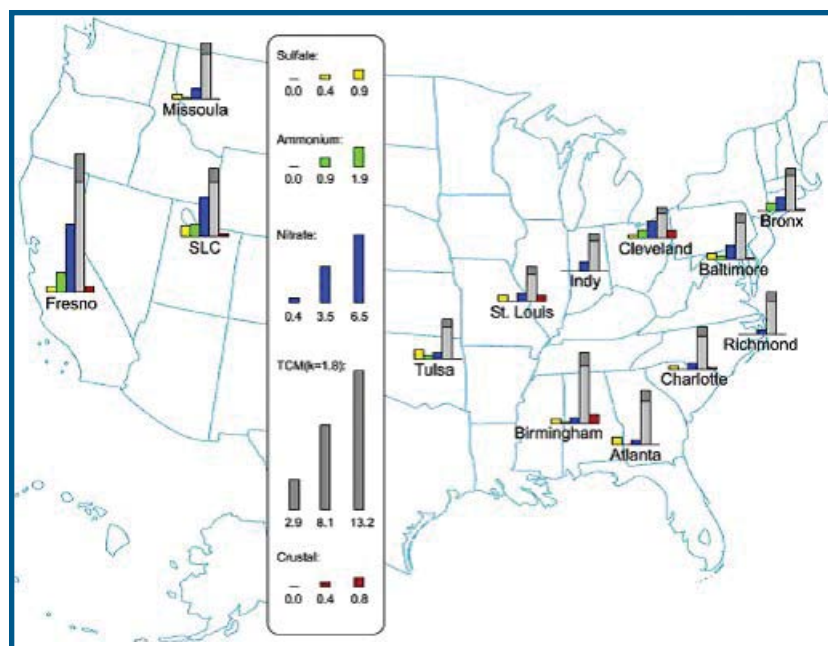 Sulfate:
0.0 0.4 0.9
Ammonium:
0.0 0.9 1.9
Nitrate:
0.4 3.5 6.5
TCM(k=1.8):
2.9 8.1 13.2
Crustal:
0.0 0.4 0.8
Missoula
Fresno
SLC
Tulsa
St. Louis
Indy
Cleveland
Bronx
Baltimore
Richmond
Charlotte
Birmingham
Atlanta